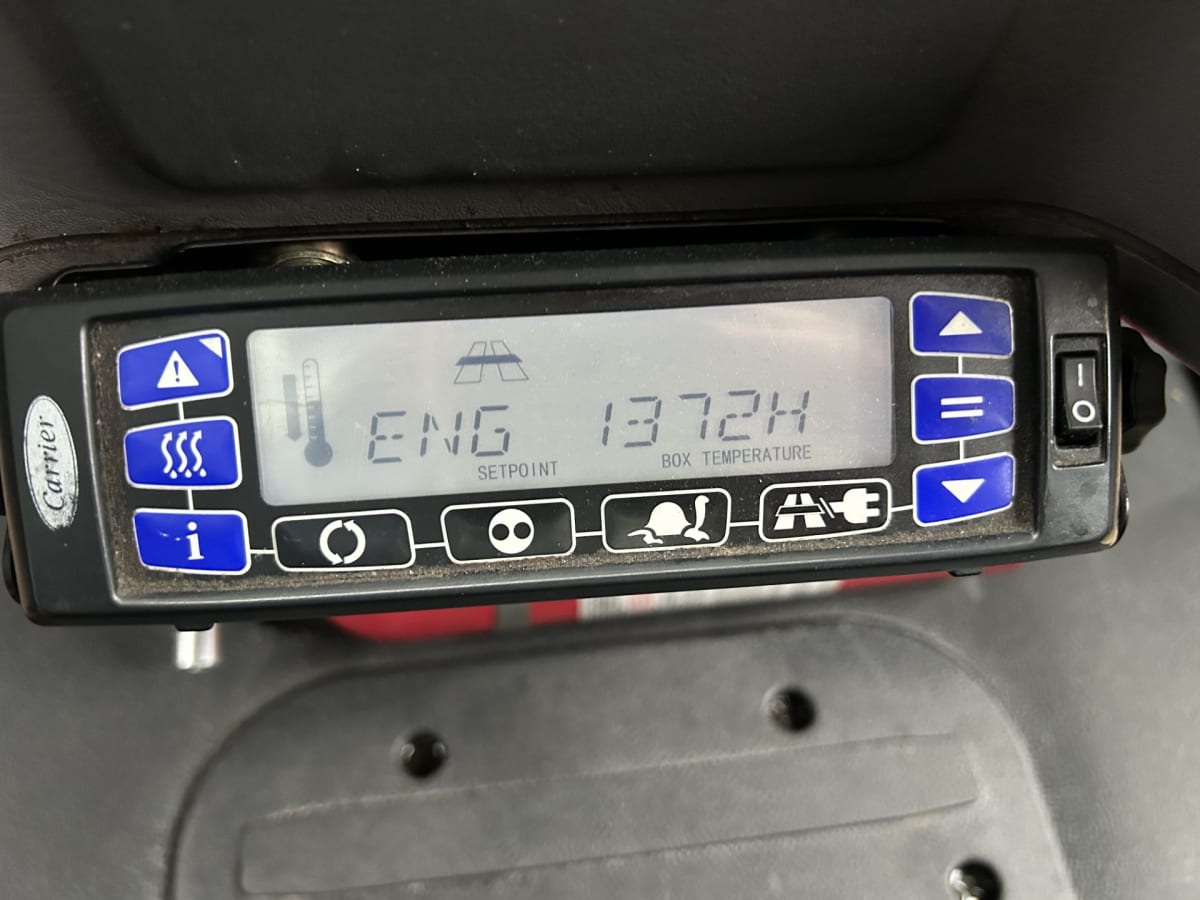 Carrier
ENG 1372H
SETPOINT BOX TEMPERATURE
i